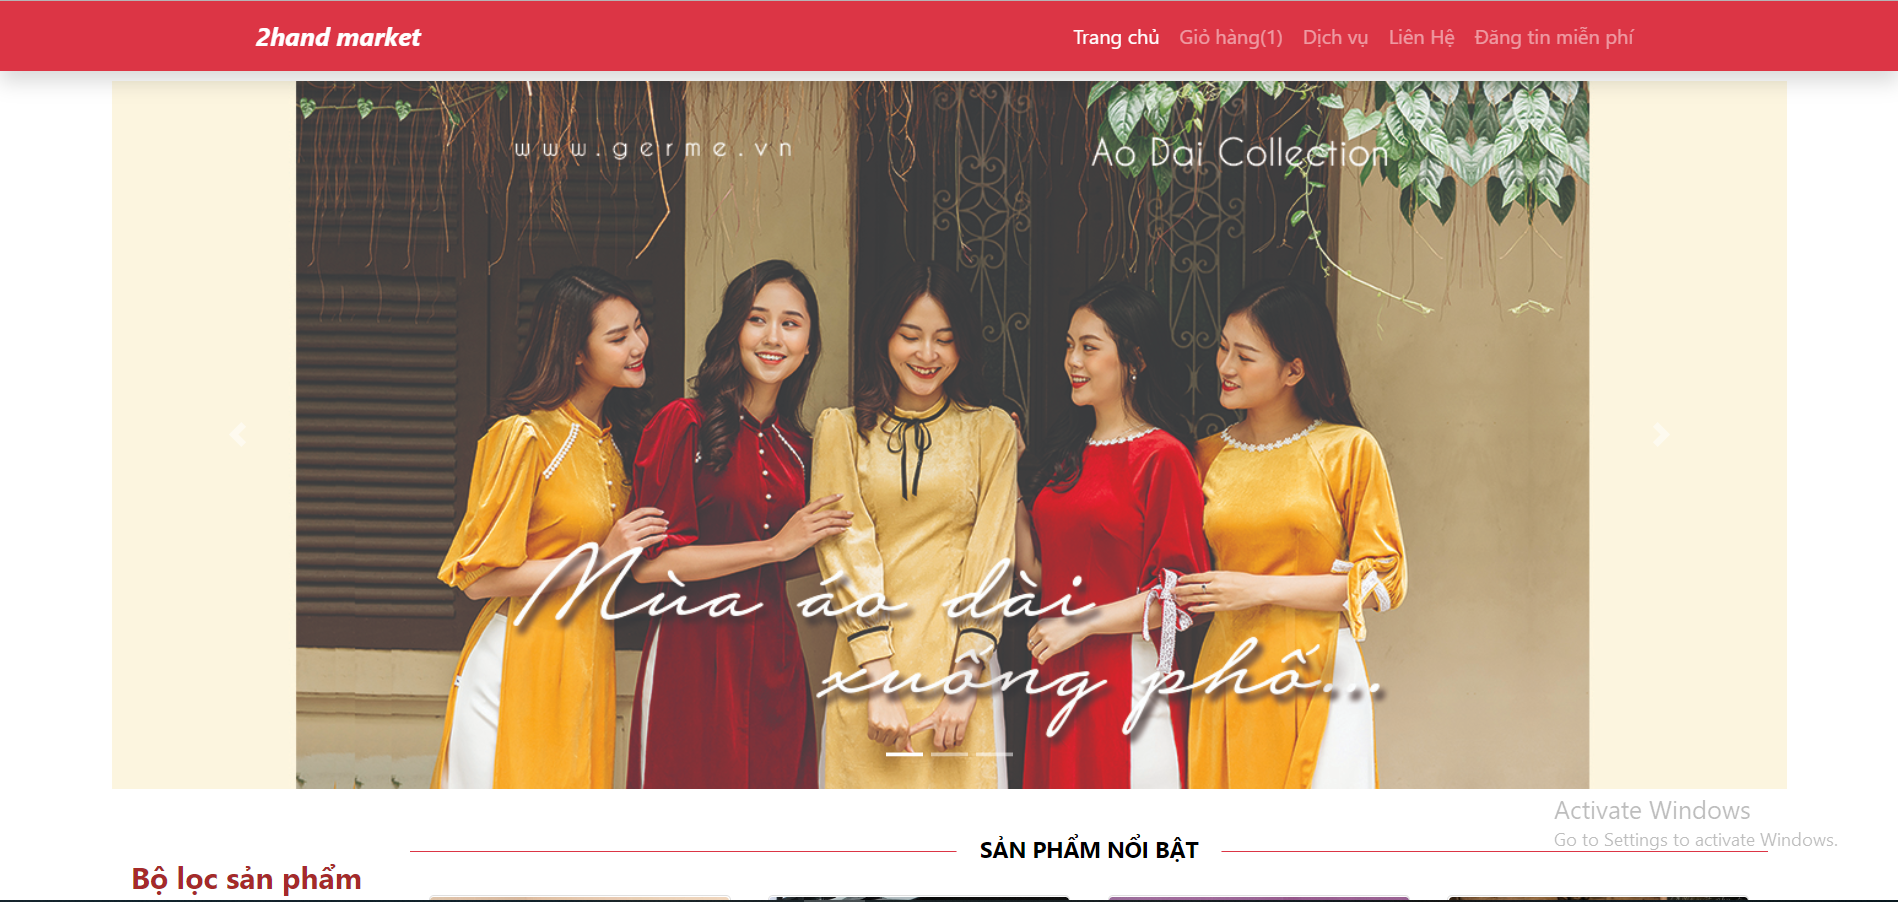 2hand market
Trang chủ Giỏ hàng(1) Dịch vụ Liên Hệ Đăng tin miễn phí
www.germe.vn
Ao Dai Collection
Mùa áo dài
xuống phố...
Activate Windows
Go to Settings to activate Windows.
SẢN PHẨM NỔI BẬT
Bộ lọc sản phẩm